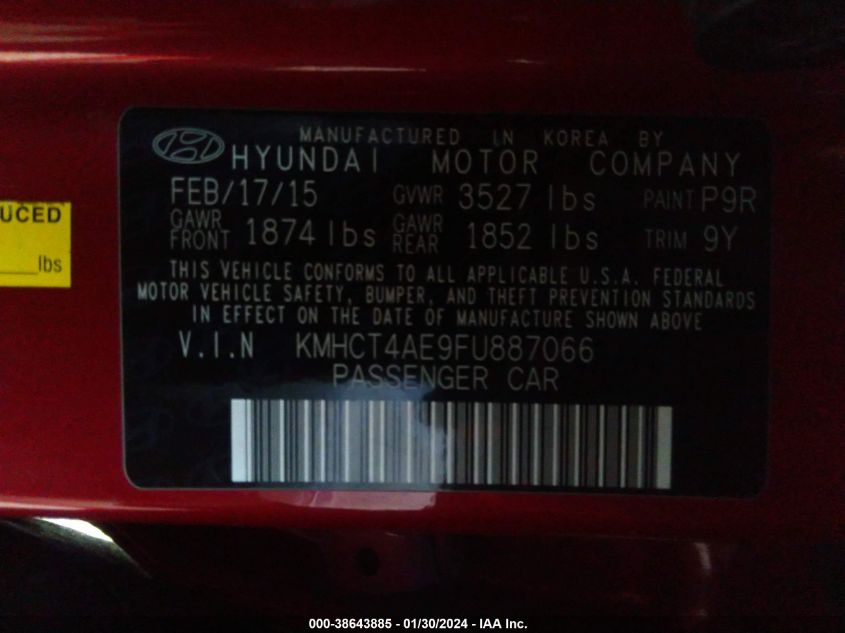 MANUFACTURED IN KOREA BY
HYUNDAI MOTOR COMPANY
FEB/17/15 GVWR 3527 lbs PAINT P9R
GAWR FRONT 1874 lbs GAWR REAR 1852 lbs TRIM 9Y
THIS VEHICLE CONFORMS TO ALL APPLICABLE U.S.A. FEDERAL
MOTOR VEHICLE SAFETY, BUMPER, AND THEFT PREVENTION STANDARDS
IN EFFECT ON THE DATE OF MANUFACTURE SHOWN ABOVE
V.I.N KMHCT4AE9FU887066
PASSENGER CAR
UCED
lbs
000-38643885 - 01/30/2024 - IAA Inc.